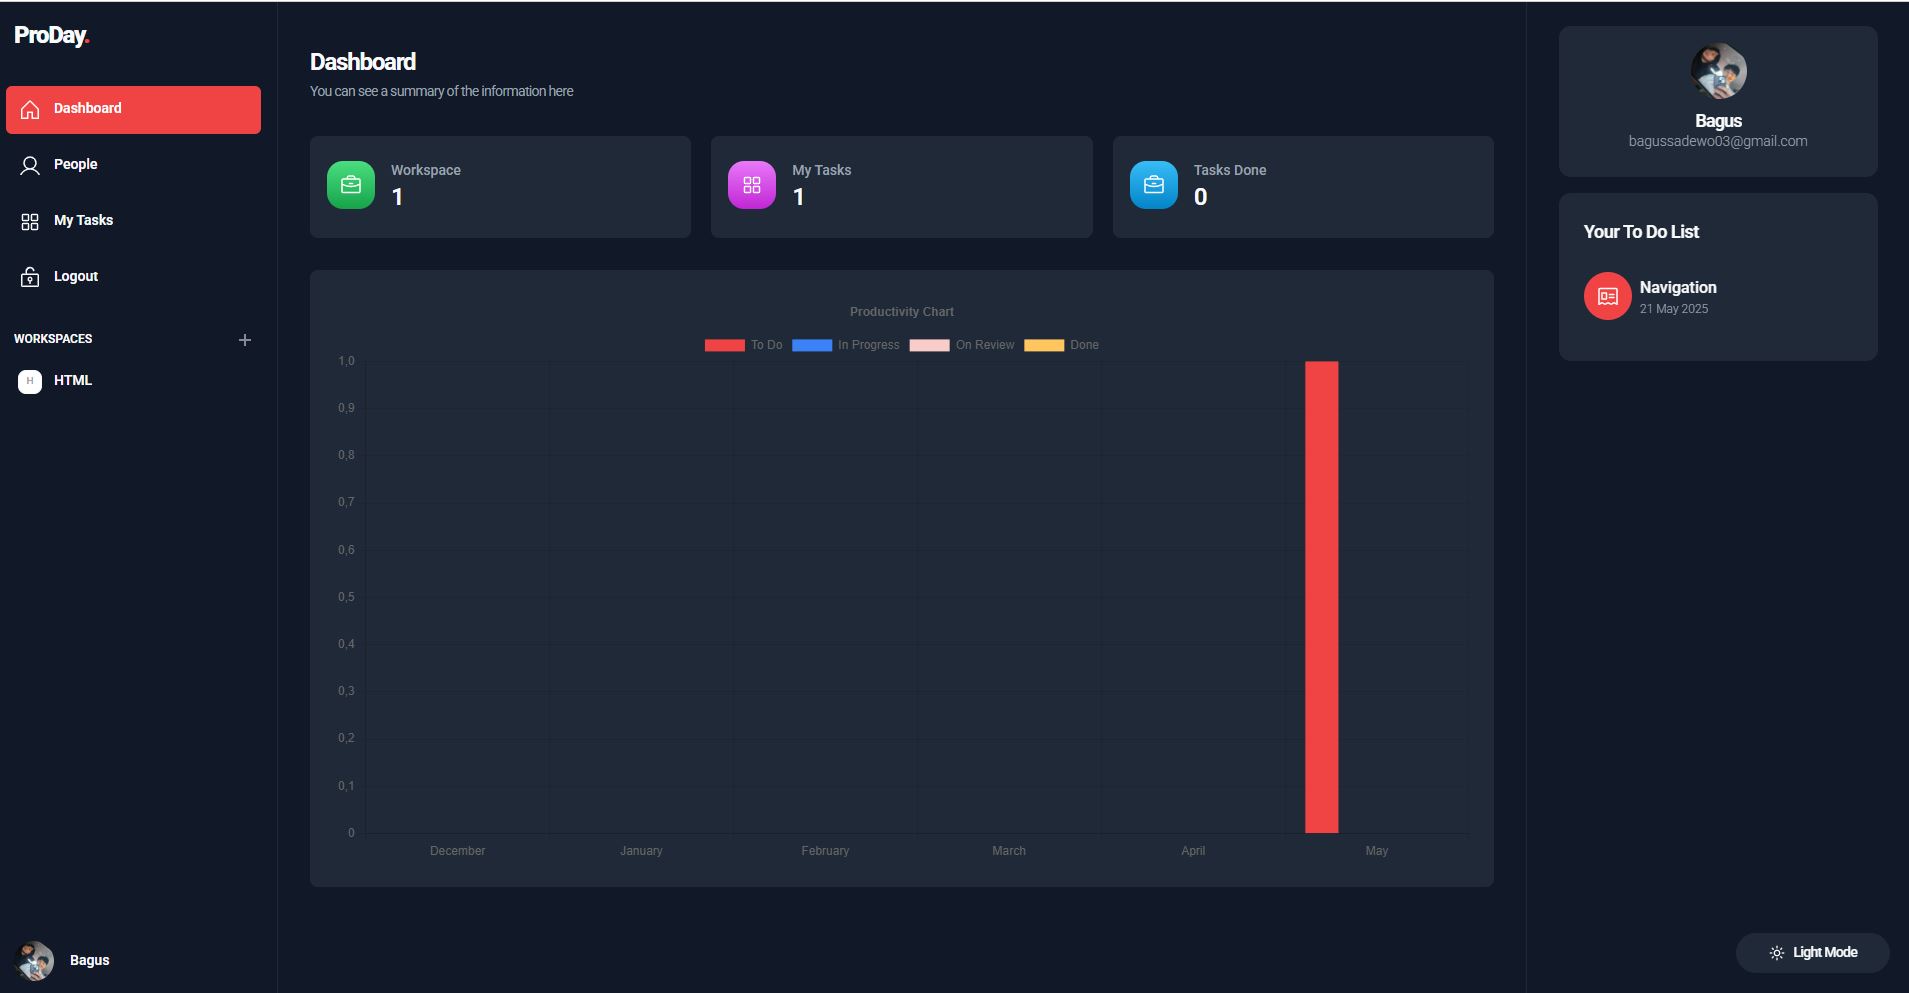 ProDay.
Dashboard
People
My Tasks
Logout
WORKSPACES
H HTML
Bagus
Dashboard
You can see a summary of the information here
Workspace
1
My Tasks
1
Tasks Done
0
Productivity Chart
To Do In Progress On Review Done
1,0
0,9
0,8
0,7
0,6
0,5
0,4
0,3
0,2
0,1
0
December January February March April May
Bagus
bagussadewo03@gmail.com
Your To Do List
Navigation
21 May 2025
Light Mode